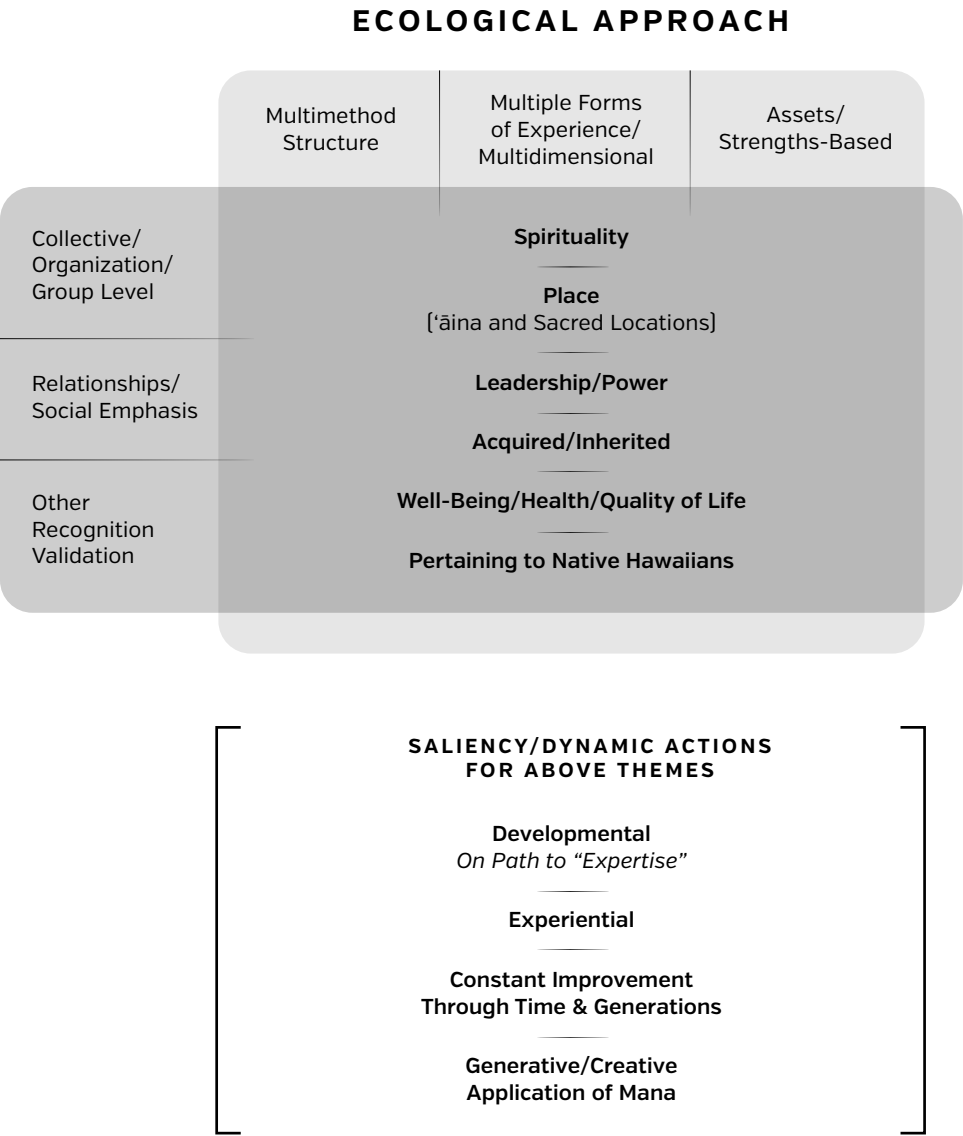 ECOLOGICAL APPROACH
Multimethod
Structure
Multiple Forms
of Experience/
Multidimensional
Assets/
Strengths-Based
Collective/
Organization/
Group Level
Relationships/
Social Emphasis
Other
Recognition
Validation
Spirituality
Place
(‘āina and Sacred Locations)
Leadership/Power
Acquired/Inherited
Well-Being/Health/Quality of Life
Pertaining to Native Hawaiians
SALIENCY/DYNAMIC ACTIONS
FOR ABOVE THEMES
Developmental
On Path to “Expertise”
Experiential
Constant Improvement
Through Time & Generations
Generative/Creative
Application of Mana